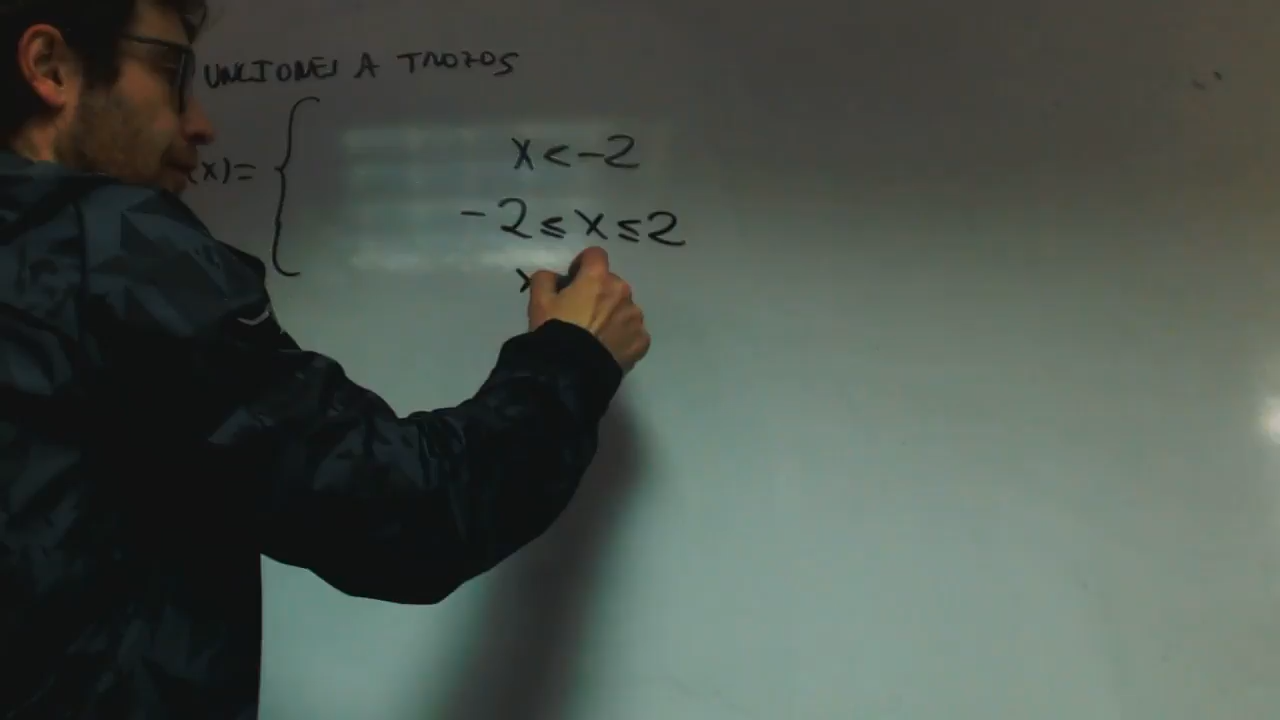 UNCIONES A TROZOS
(x)=
x<-2
-2≤x≤2
x